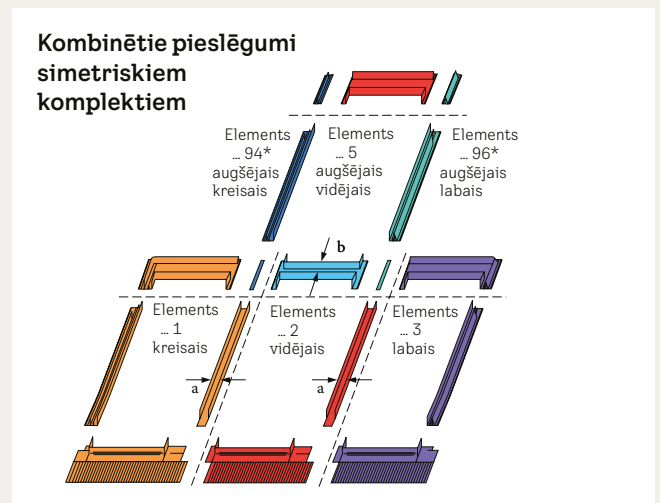 Kombinētie pieslēgumi
simetriskiem
komplektiem
Elements
... 94*
augšējais
kreisais
Elements
... 5
augšējais
vidējais
Elements
... 96*
augšējais
labais
b
Elements
... 1
kreisais
Elements
... 2
vidējais
Elements
... 3
labais
a
a